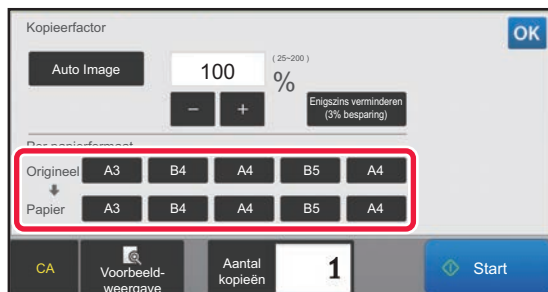 Kopieerfactor
OK
Auto Image
100
(25~200)
%
−
+
Enigszins verminderen
(3% besparing)
Per papierformaat
Origineel A3 B4 A4 B5 A4
Papier A3 B4 A4 B5 A4
CA
Voorbeeld-
weergave
Aantal
kopieën
1
Start